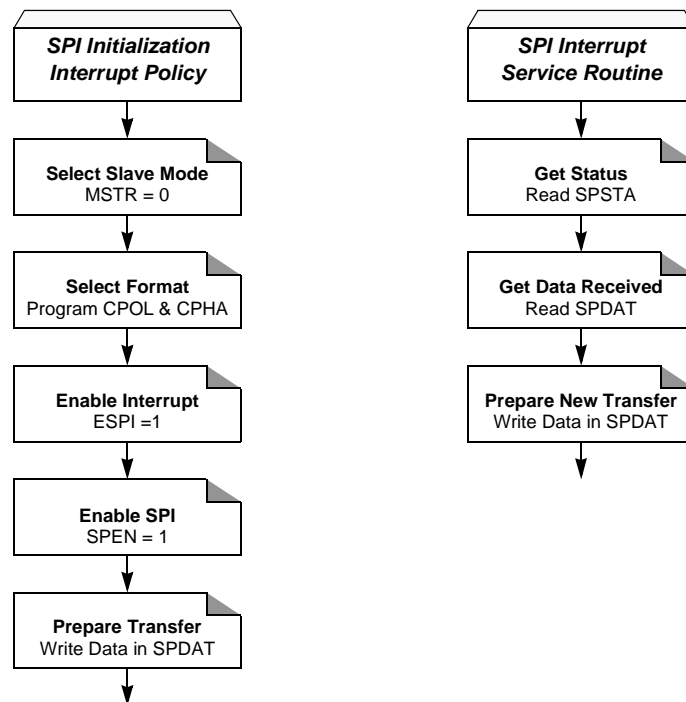 SPI Initialization
Interrupt Policy
Select Slave Mode
MSTR = 0
Select Format
Program CPOL & CPHA
Enable Interrupt
ESPI =1
Enable SPI
SPEN = 1
Prepare Transfer
Write Data in SPDAT
SPI Interrupt
Service Routine
Get Status
Read SPSTA
Get Data Received
Read SPDAT
Prepare New Transfer
Write Data in SPDAT